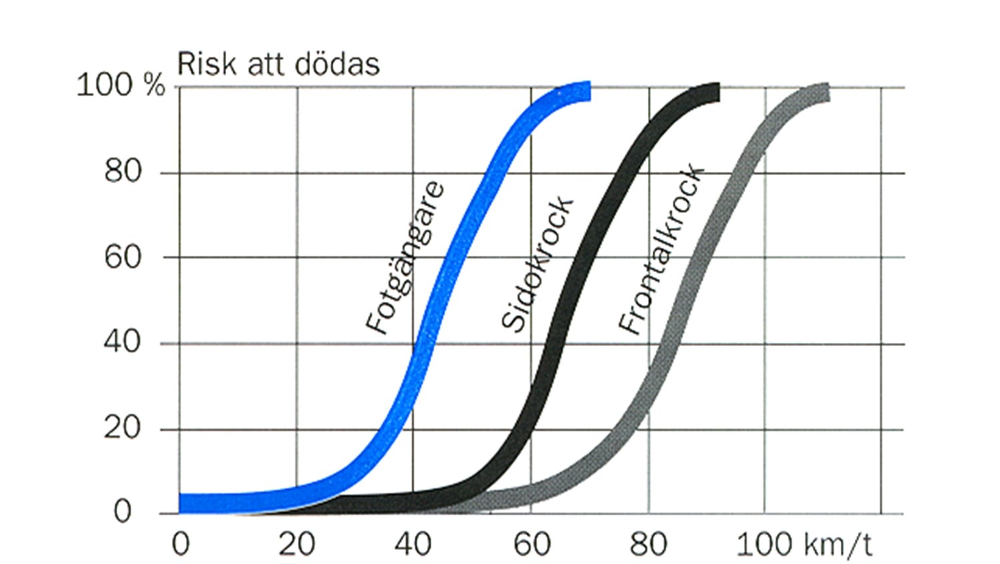 Risk att dödas
100 %
80
60
40
20
0
Fotgängare
Sidokrock
Frontalkrock
0 20 40 60 80 100 km/t